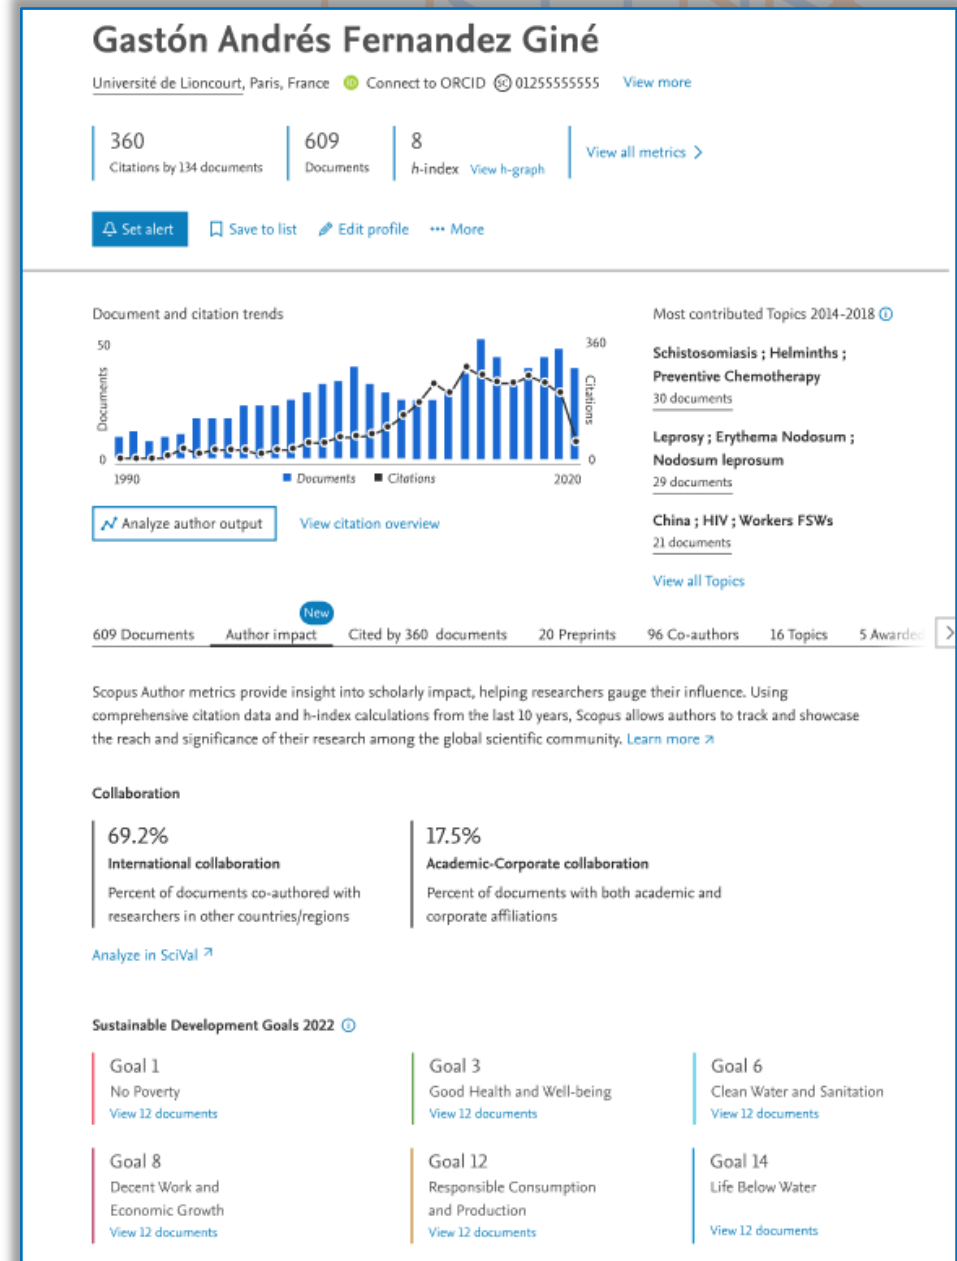 Gastón Andrés Fernandez Giné
Université de Lioncourt, Paris, France iD Connect to ORCID SC 01255555555 View more
360 609 8
Citations by 134 documents Documents h-index View h-graph View all metrics >
Set alert Save to list Edit profile ••• More
Document and citation trends
50 360
Documents Citations
0 0
1990 Documents Citations 2020
Analyze author output View citation overview
Most contributed Topics 2014-2018
Schistosomiasis ; Helminths ;
Preventive Chemotherapy
30 documents
Leprosy ; Erythema Nodosum ;
Nodosum leprosum
29 documents
China ; HIV ; Workers FSWs
21 documents
View all Topics
New
609 Documents Author impact Cited by 360 documents 20 Preprints 96 Co-authors 16 Topics 5 Awarded
Scopus Author metrics provide insight into scholarly impact, helping researchers gauge their influence. Using
comprehensive citation data and h-index calculations from the last 10 years, Scopus allows authors to track and showcase
the reach and significance of their research among the global scientific community. Learn more
Collaboration
69.2% 17.5%
International collaboration Academic-Corporate collaboration
Percent of documents co-authored with Percent of documents with both academic and
researchers in other countries/regions corporate affiliations
Analyze in SciVal
Sustainable Development Goals 2022
Goal 1 Goal 3 Goal 6
No Poverty Good Health and Well-being Clean Water and Sanitation
View 12 documents View 12 documents View 12 documents
Goal 8 Goal 12 Goal 14
Decent Work and Responsible Consumption Life Below Water
Economic Growth and Production
View 12 documents View 12 documents View 12 documents